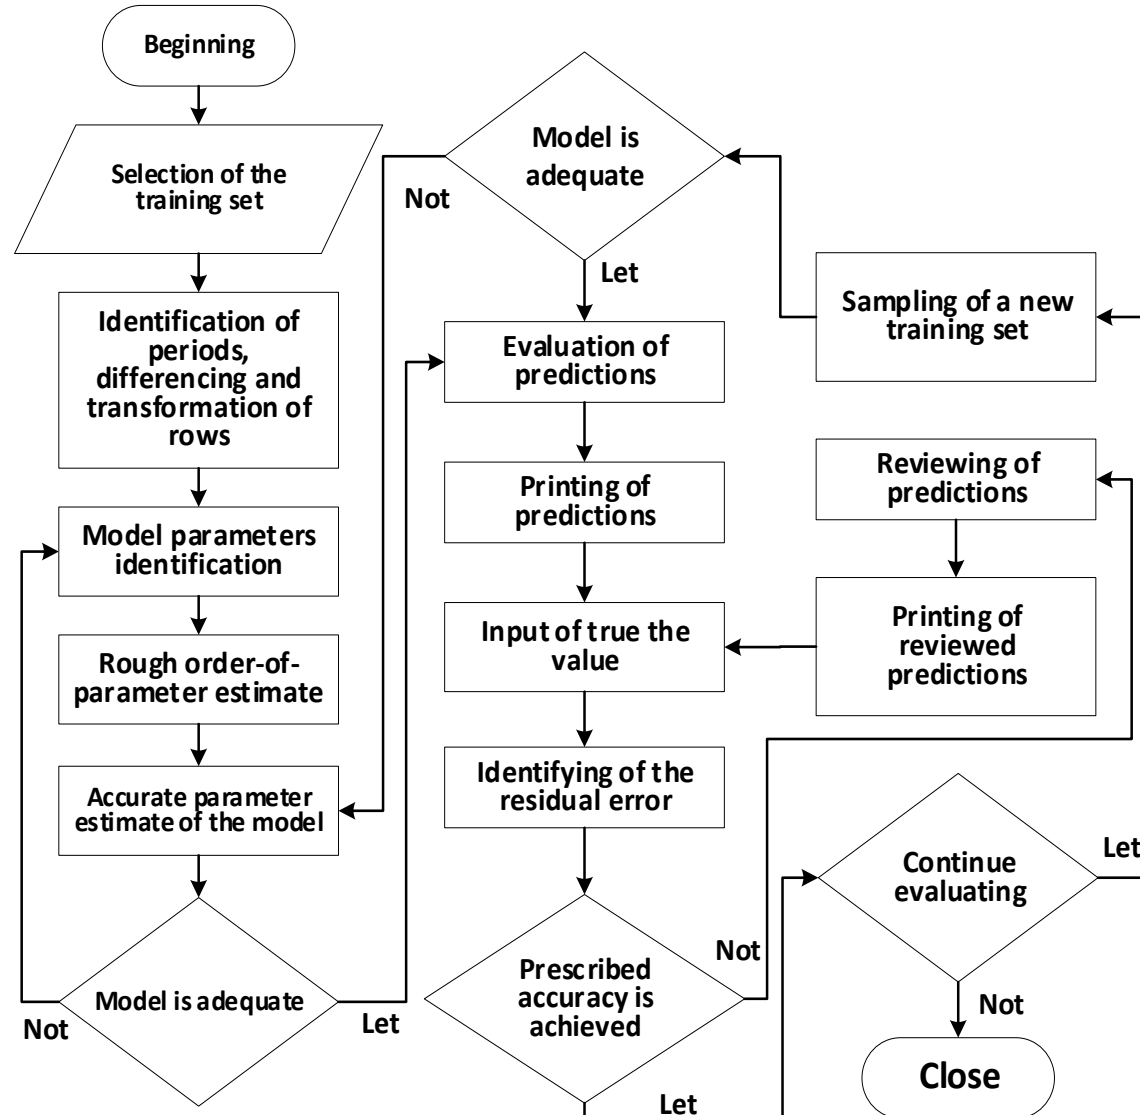 Beginning
Selection of the
training set
Identification of
periods,
differencing and
transformation of
rows
Model parameters
identification
Rough order-of-
parameter estimate
Accurate parameter
estimate of the model
Model is adequate
Not
Let
Model is
adequate
Not
Let
Evaluation of
predictions
Printing of
predictions
Input of true the
value
Identifying of the
residual error
Prescribed
accuracy is
achieved
Not
Let
Sampling of a new
training set
Reviewing of
predictions
Printing of
reviewed
predictions
Continue
evaluating
Let
Not
Close